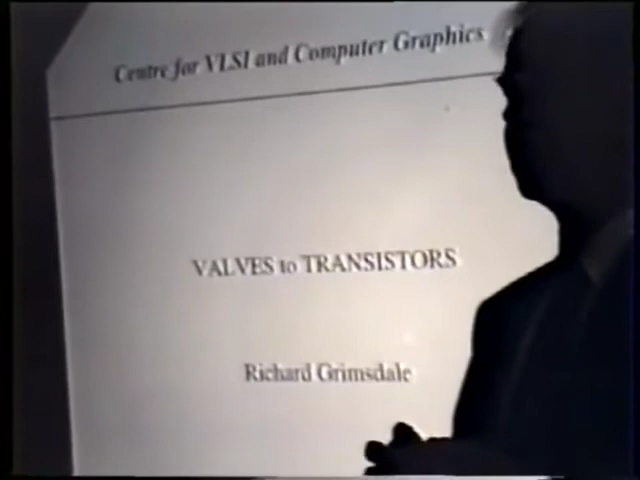 Centre for VLSI and Computer Graphics
VALVES to TRANSISTORS
Richard Grimsdale